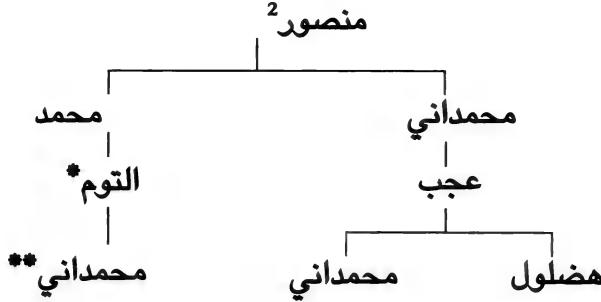 منصور²
محمداني محمد
عجب التوم*
هضلول محمداني محمداني**